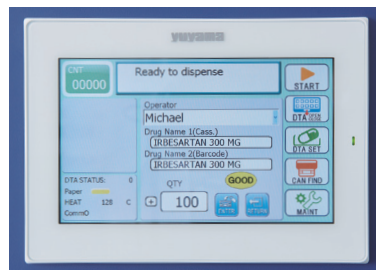 yuyama
CNT
00000
Ready to dispense
START
Operator
Michael
DTA
Drug Name 1(Cass.)
IRBESARTAN 300 MG
Drug Name 2(Barcode)
IRBESARTAN 300 MG
DTA SET
DTA STATUS: 0
Paper
HEAT 128 C
Comm0
QTY
GOOD
+ 100
RETURN
CAN FIND
MAINT